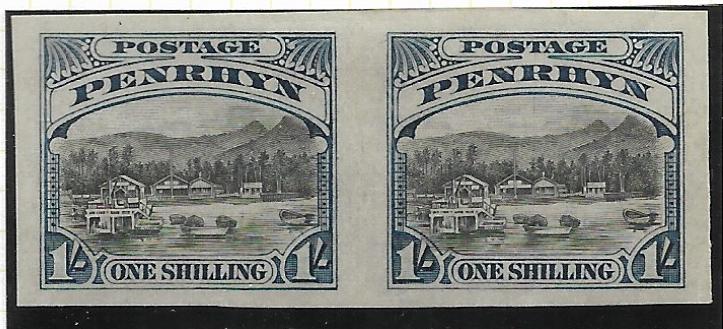 POSTAGE
PENRHYN
1/-
ONE SHILLING
1/-
POSTAGE
PENRHYN
1/-
ONE SHILLING
1/-